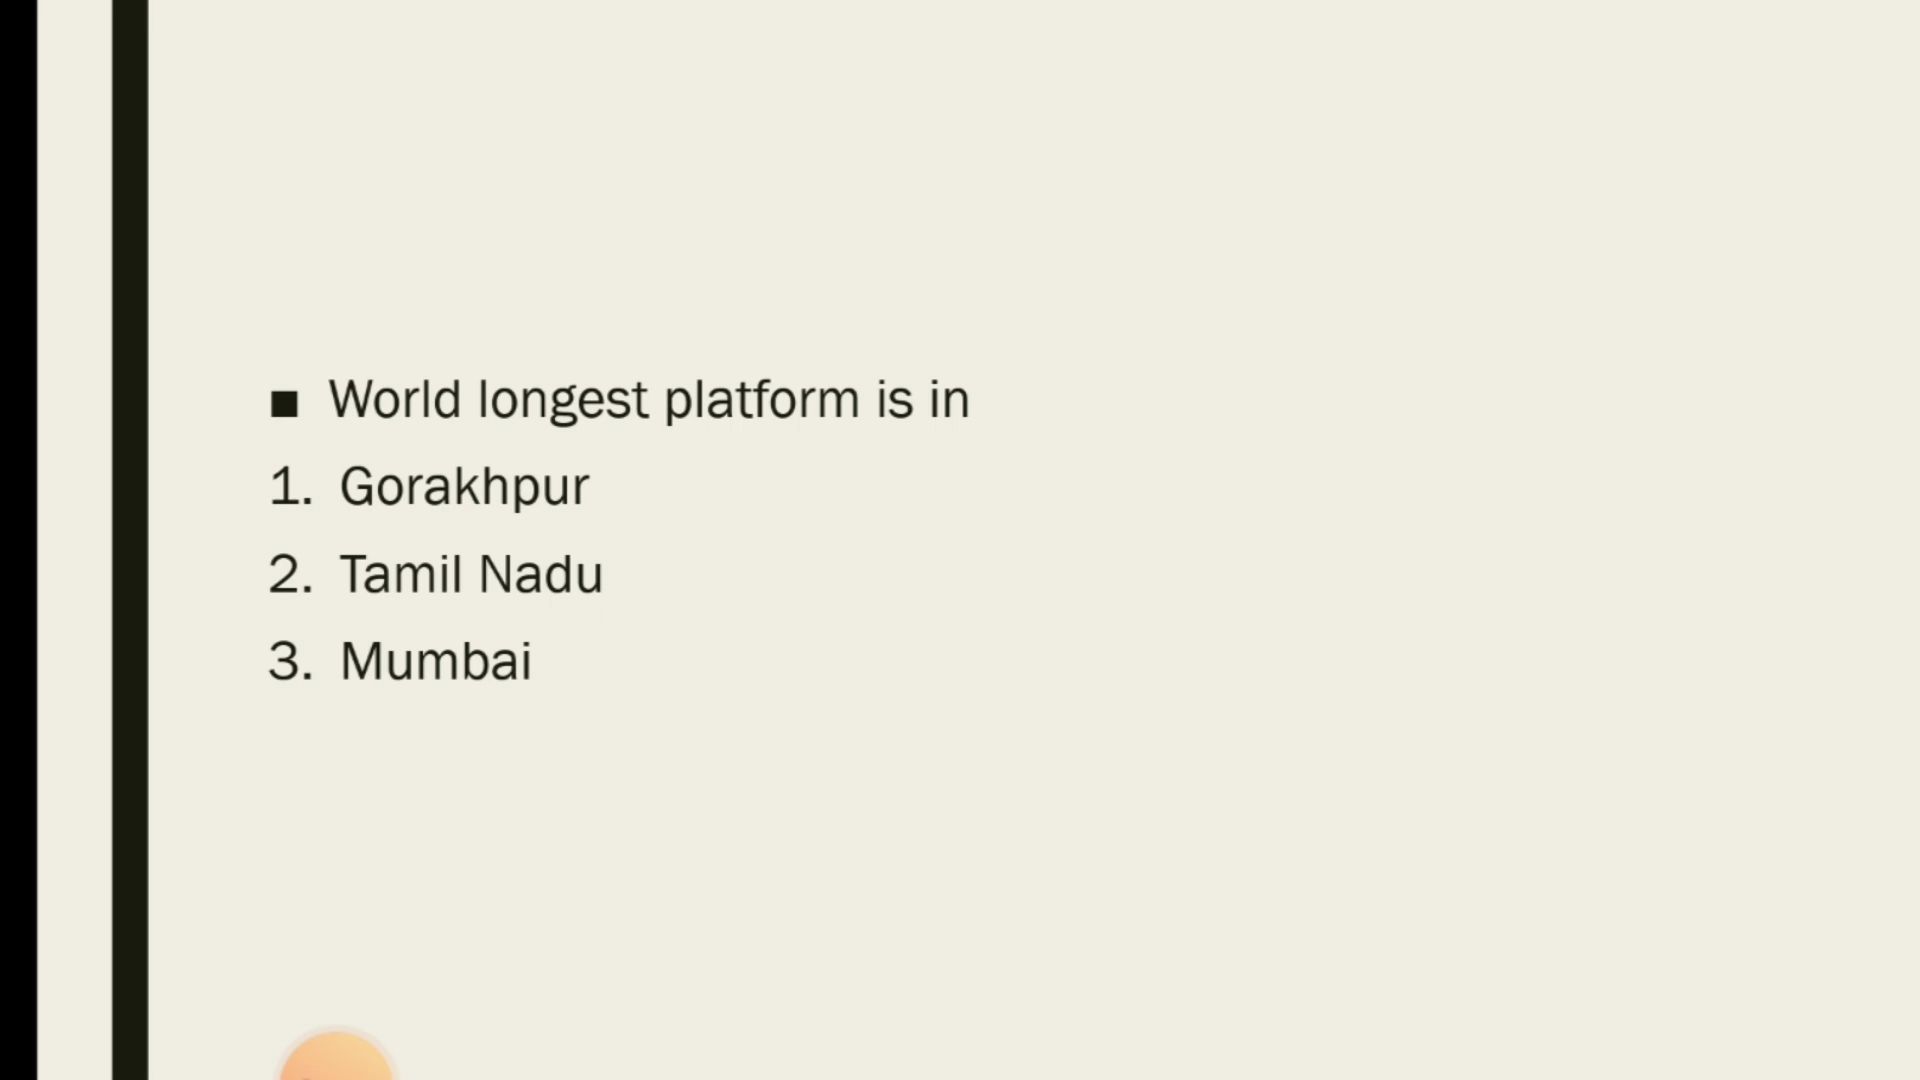 ■ World longest platform is in
1. Gorakhpur
2. Tamil Nadu
3. Mumbai